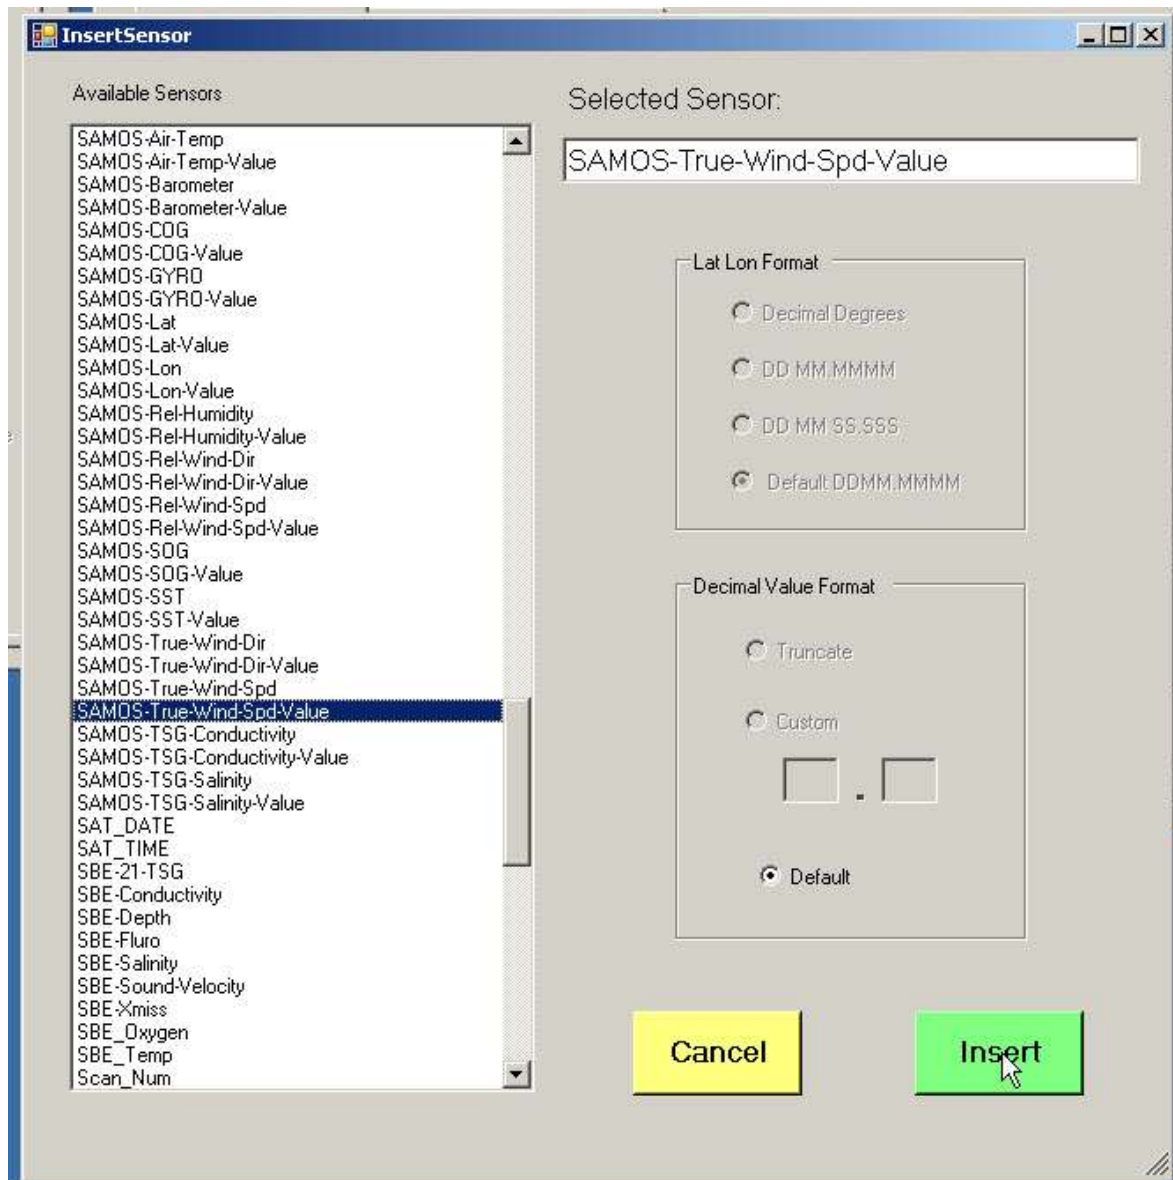 InsertSensor
Available Sensors
SAMOS-Air-Temp
SAMOS-Air-Temp-Value
SAMOS-Barometer
SAMOS-Barometer-Value
SAMOS-COG
SAMOS-COG-Value
SAMOS-GYRO
SAMOS-GYRO-Value
SAMOS-Lat
SAMOS-Lat-Value
SAMOS-Lon
SAMOS-Lon-Value
SAMOS-Rel-Humidity
SAMOS-Rel-Humidity-Value
SAMOS-Rel-Wind-Dir
SAMOS-Rel-Wind-Dir-Value
SAMOS-Rel-Wind-Spd
SAMOS-Rel-Wind-Spd-Value
SAMOS-SOG
SAMOS-SOG-Value
SAMOS-SST
SAMOS-SST-Value
SAMOS-True-Wind-Dir
SAMOS-True-Wind-Dir-Value
SAMOS-True-Wind-Spd
SAMOS-True-Wind-Spd-Value
SAMOS-TSG-Conductivity
SAMOS-TSG-Conductivity-Value
SAMOS-TSG-Salinity
SAMOS-TSG-Salinity-Value
SAT_DATE
SAT_TIME
SBE-21-TSG
SBE-Conductivity
SBE-Depth
SBE-Fluro
SBE-Salinity
SBE-Sound-Velocity
SBE-Xmiss
SBE_Oxygen
SBE_Temp
Scan_Num
Selected Sensor:
SAMOS-True-Wind-Spd-Value
Lat Lon Format
Decimal Degrees
DD MM.MMMM
DD MM SS.SSS
Default DDMM.MMMM
Decimal Value Format
Truncate
Custom
.
Default
Cancel
Insert